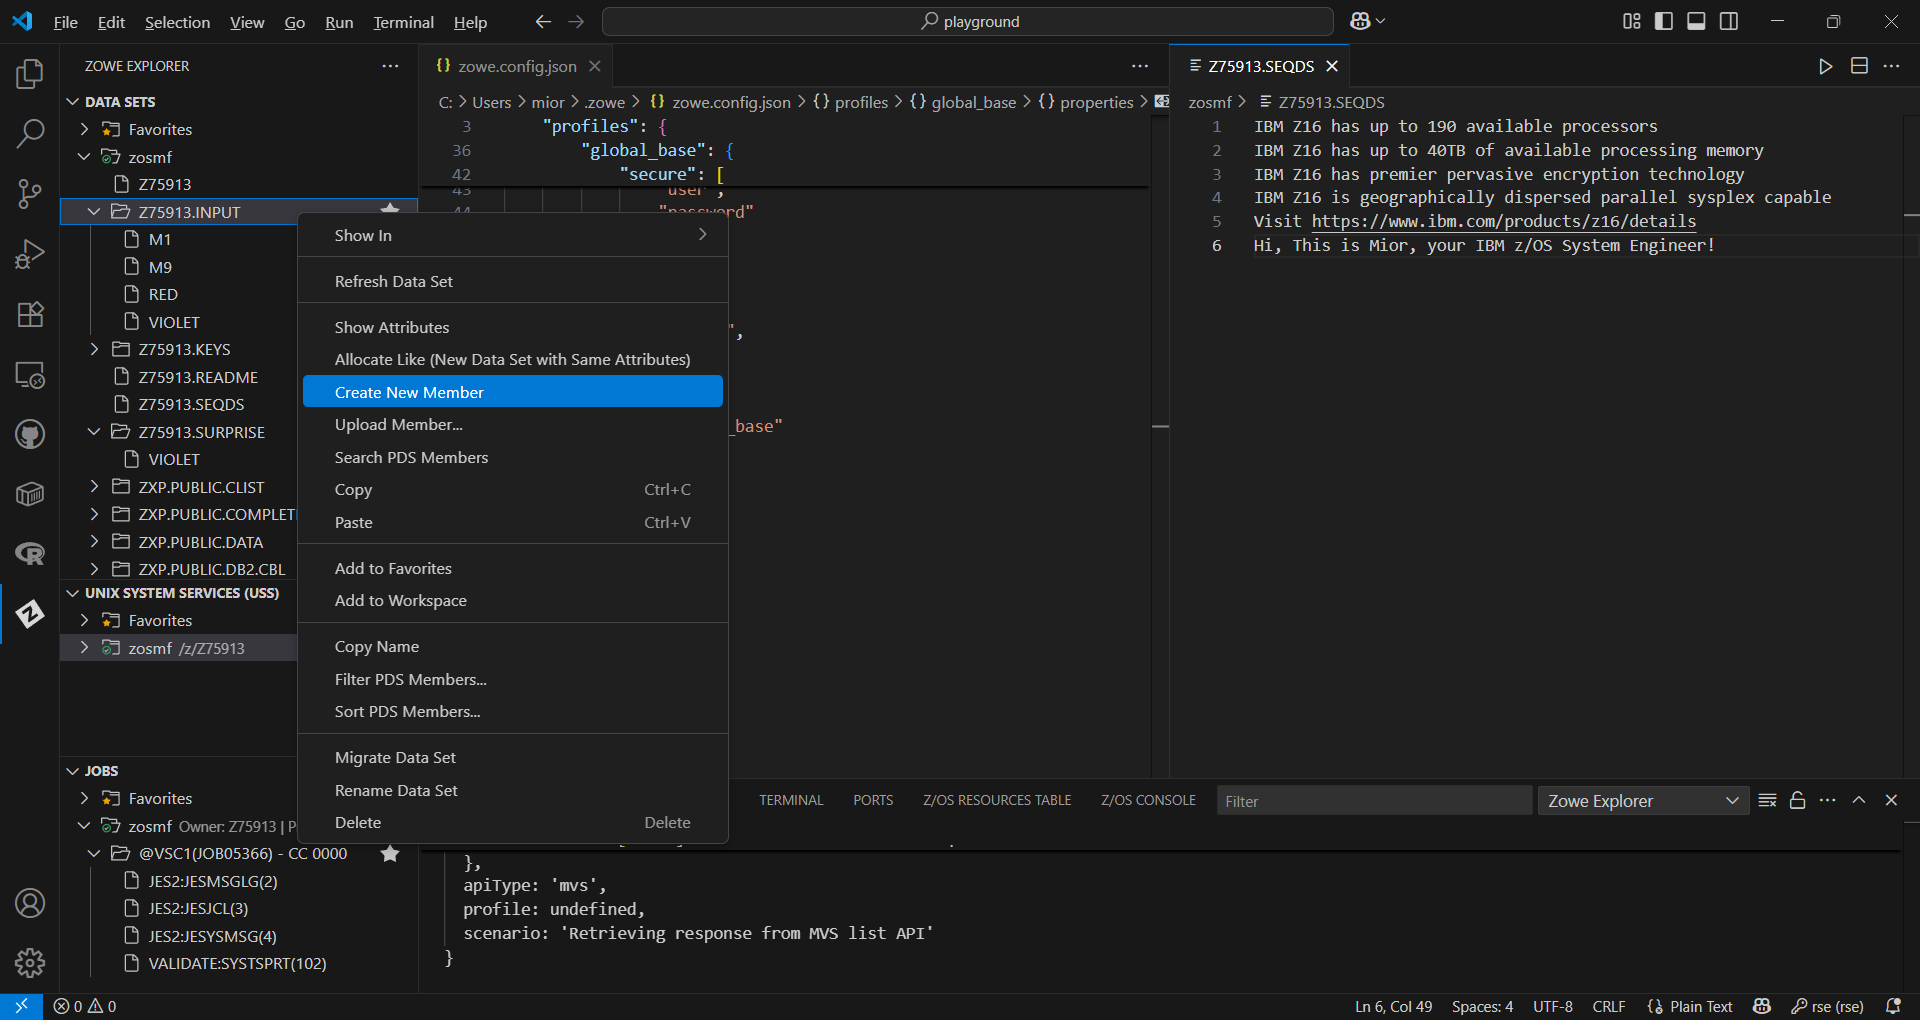 File Edit Selection View Go Run Terminal Help
playground
ZOWE EXPLORER
DATA SETS
Favorites
zosmf
Z75913
Z75913.INPUT
M1
M9
RED
VIOLET
Z75913.KEYS
Z75913.README
Z75913.SEQDS
Z75913.SURPRISE
VIOLET
ZXP.PUBLIC.CLIST
ZXP.PUBLIC.COMPLET
ZXP.PUBLIC.DATA
ZXP.PUBLIC.DB2.CBL
UNIX SYSTEM SERVICES (USS)
Favorites
zosmf /z/Z75913
JOBS
Favorites
zosmf Owner: Z75913 | P
@VSC1(JOB05366) - CC 0000
JES2:JESMSGLG(2)
JES2:JESJCL(3)
JES2:JESYSMSG(4)
VALIDATE:SYSTSPRT(102)
Show In
Refresh Data Set
Show Attributes
Allocate Like (New Data Set with Same Attributes)
Create New Member
Upload Member...
Search PDS Members
Copy Ctrl+C
Paste Ctrl+V
Add to Favorites
Add to Workspace
Copy Name
Filter PDS Members...
Sort PDS Members...
Migrate Data Set
Rename Data Set
Delete Delete
{} zowe.config.json
C: > Users > mior > .zowe > {} zowe.config.json > {} profiles > {} global_base > {} properties >
3 "profiles": {
36 "global_base": {
42 "secure": [
43 user",
44 "password"
",
_base"
Z75913.SEQDS
zosmf > Z75913.SEQDS
1 IBM Z16 has up to 190 available processors
2 IBM Z16 has up to 40TB of available processing memory
3 IBM Z16 has premier pervasive encryption technology
4 IBM Z16 is geographically dispersed parallel sysplex capable
5 Visit https://www.ibm.com/products/z16/details
6 Hi, This is Mior, your IBM z/OS System Engineer!
TERMINAL PORTS Z/OS RESOURCES TABLE Z/OS CONSOLE Filter Zowe Explorer
},
apiType: 'mvs',
profile: undefined,
scenario: 'Retrieving response from MVS list API'
}
0 0 Ln 6, Col 49 Spaces: 4 UTF-8 CRLF {} Plain Text rse (rse)